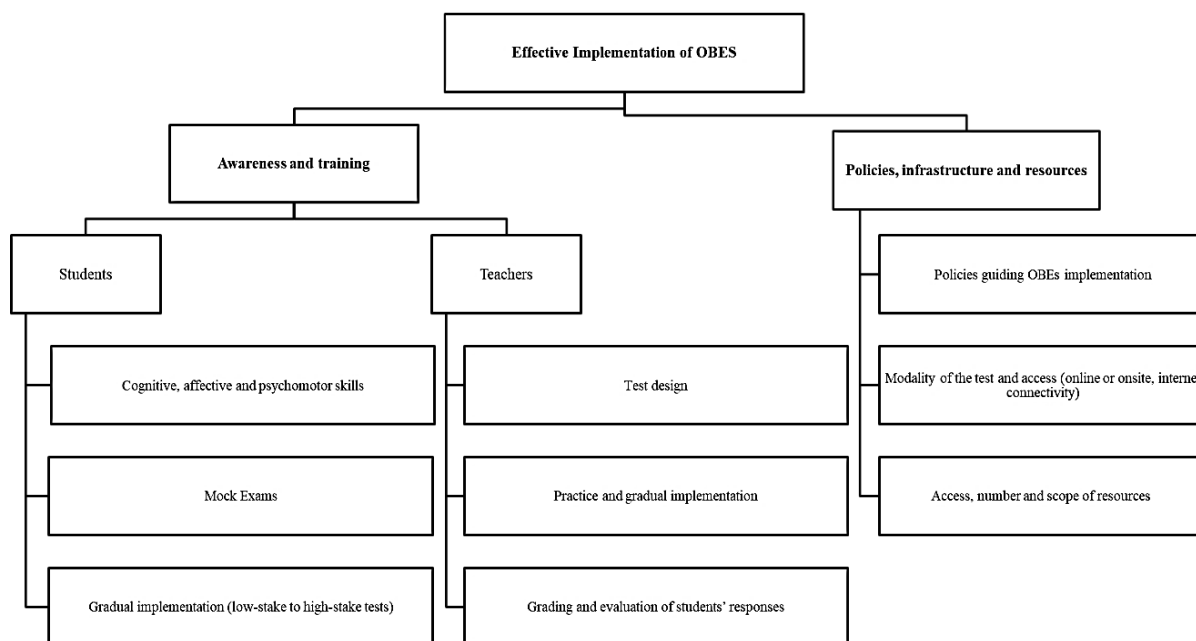 Effective Implementation of OBES
Awareness and training
Policies, infrastructure and resources
Students
Teachers
Policies guiding OBEs implementation
Cognitive, affective and psychomotor skills
Test design
Modality of the test and access (online or onsite, interne
connectivity)
Mock Exams
Practice and gradual implementation
Access, number and scope of resources
Gradual implementation (low-stake to high-stake tests)
Grading and evaluation of students’ responses